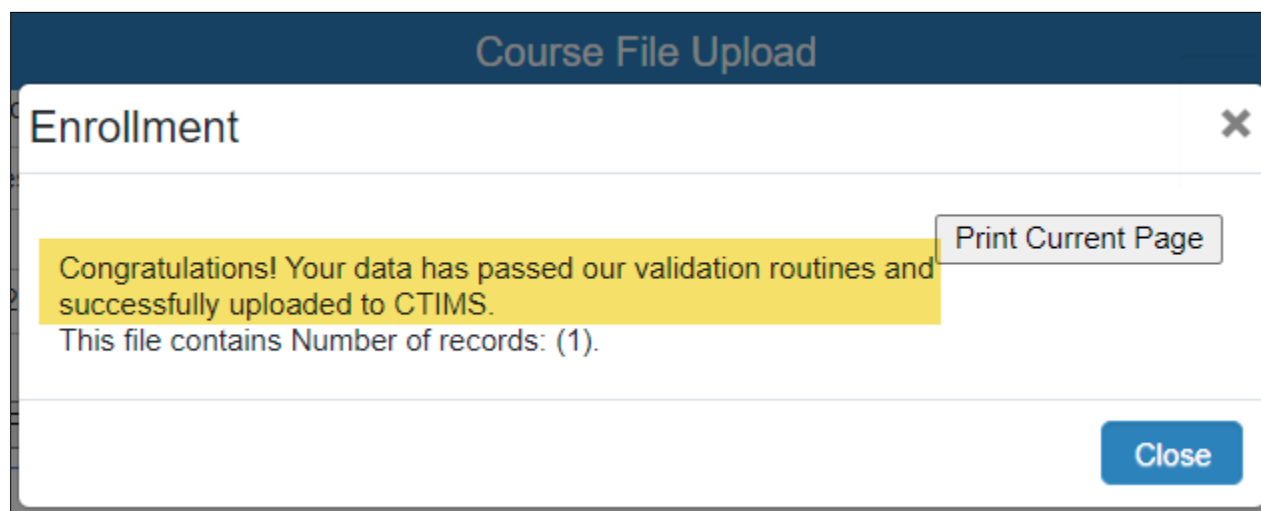 Course File Upload
Enrollment
Print Current Page
Congratulations! Your data has passed our validation routines and
successfully uploaded to CTIMS.
This file contains Number of records: (1).
Close